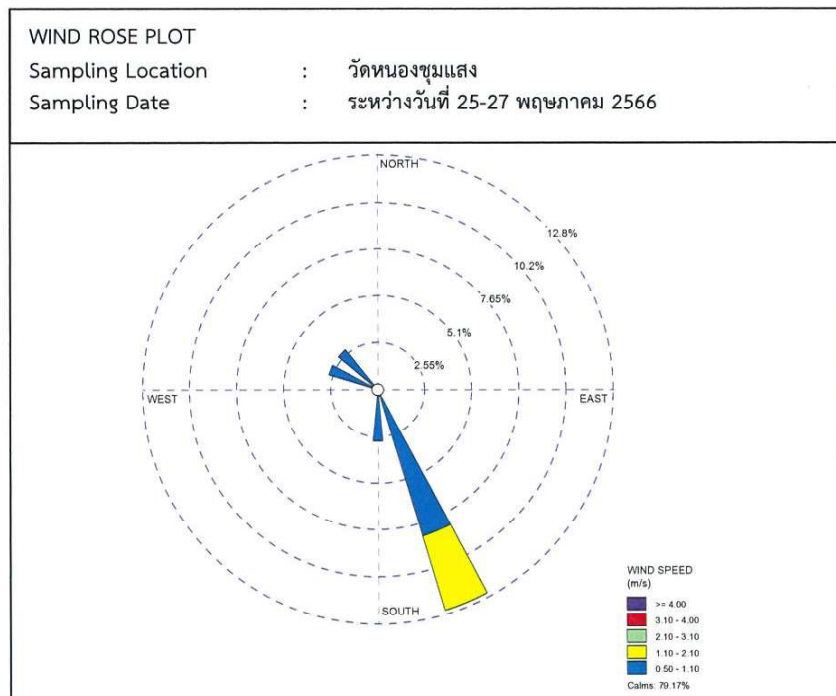 WIND ROSE PLOT
Sampling Location : วัดหนองชุมแสง
Sampling Date : ระหว่างวันที่ 25-27 พฤษภาคม 2566
NORTH
12.8%
10.2%
7.65%
5.1%
2.55%
WEST
EAST
SOUTH
WIND SPEED
(m/s)
>= 4.00
3.10 - 4.00
2.10 - 3.10
1.10 - 2.10
0.50 - 1.10
Calms: 79.17%